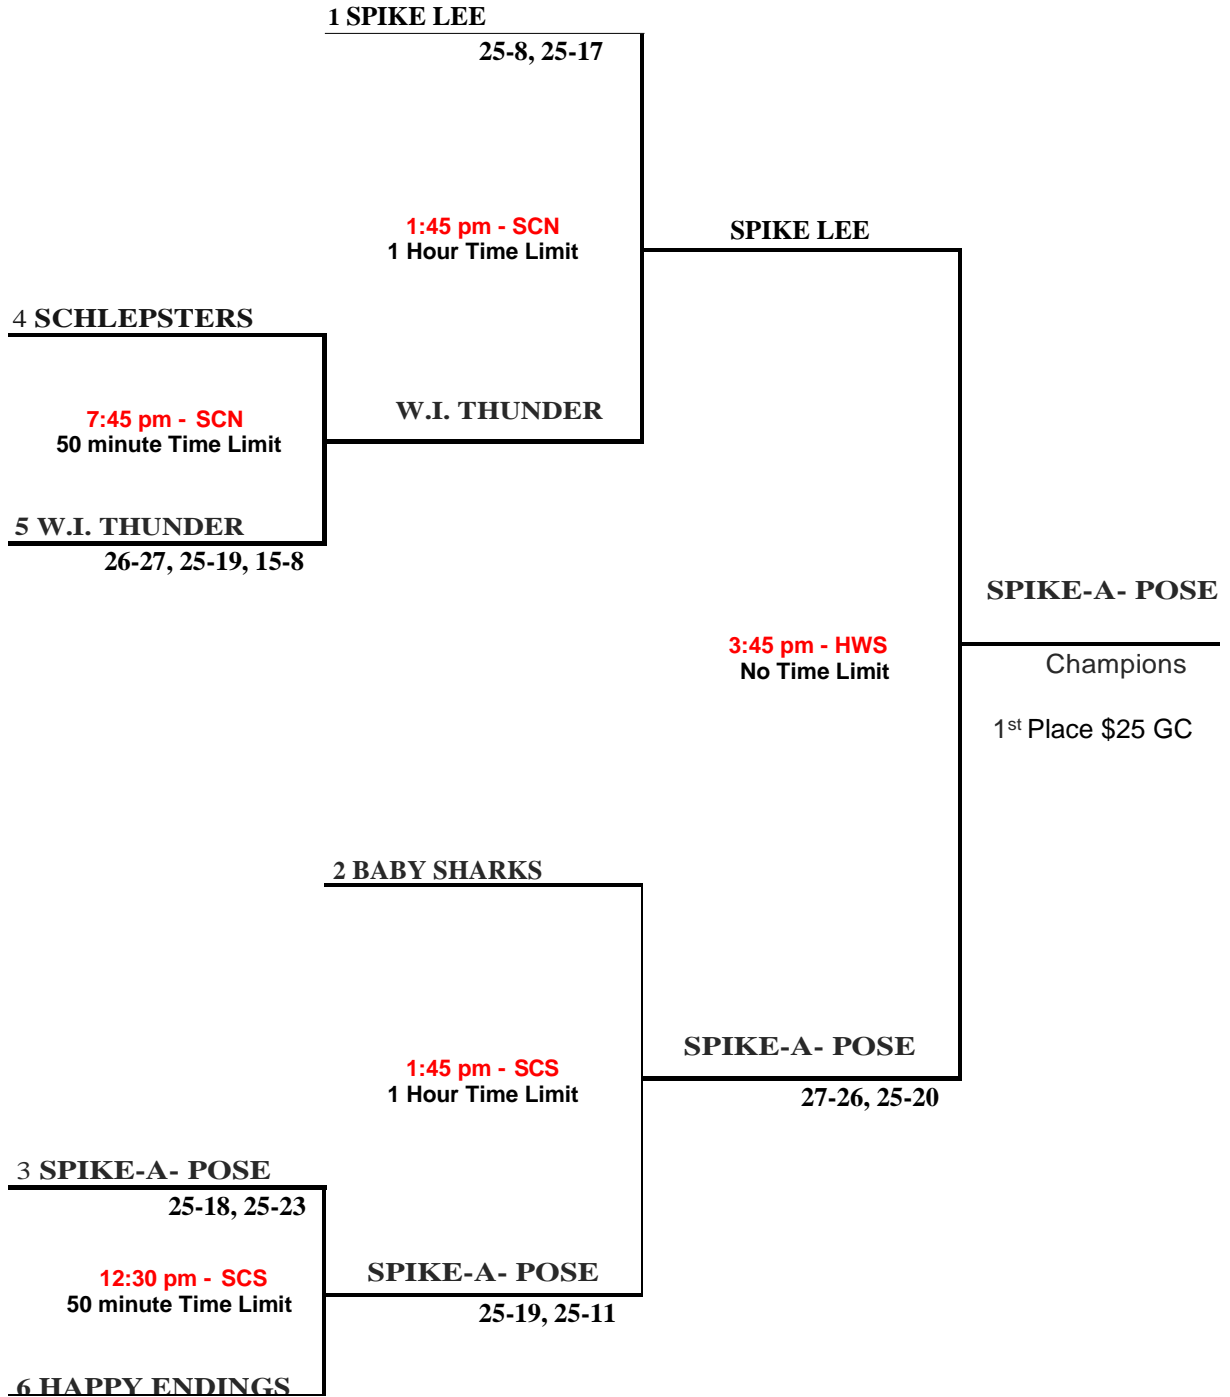 1 SPIKE LEE
25-8, 25-17
1:45 pm - SCN
1 Hour Time Limit
SPIKE LEE
4 SCHLEPSTERS
W.I. THUNDER
7:45 pm - SCN
50 minute Time Limit
5 W.I. THUNDER
26-27, 25-19, 15-8
SPIKE-A- POSE
3:45 pm - HWS
No Time Limit
Champions
1st Place $25 GC
2 BABY SHARKS
SPIKE-A- POSE
1:45 pm - SCS
1 Hour Time Limit
27-26, 25-20
3 SPIKE-A- POSE
25-18, 25-23
12:30 pm - SCS
50 minute Time Limit
SPIKE-A- POSE
25-19, 25-11
6 HAPPY ENDINGS